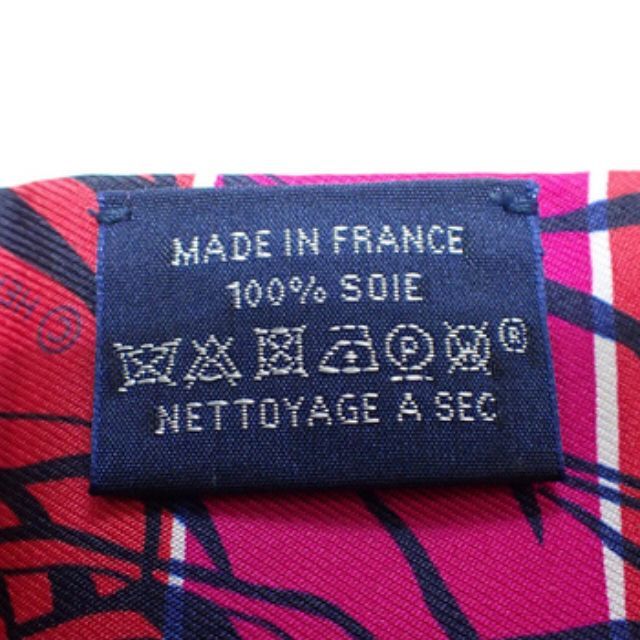 MADE IN FRANCE
100% SOIE
P ®
NETTOYAGE A SEC
©